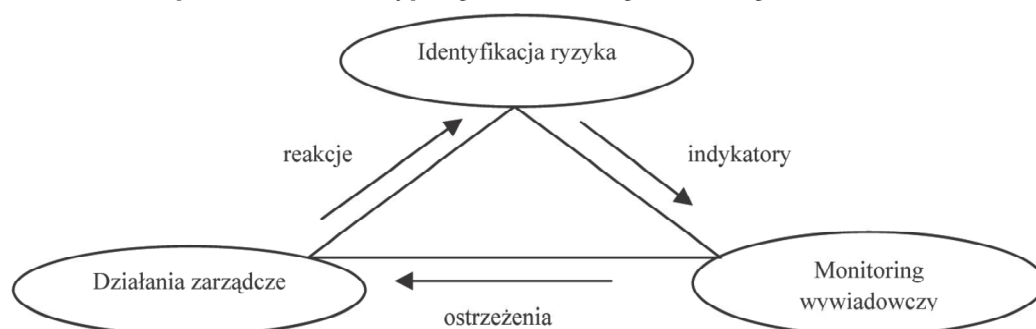 Identyfikacja ryzyka
reakcje
indykatory
Działania zarządcze
Monitoring
wywiadowczy
ostrzeżenia